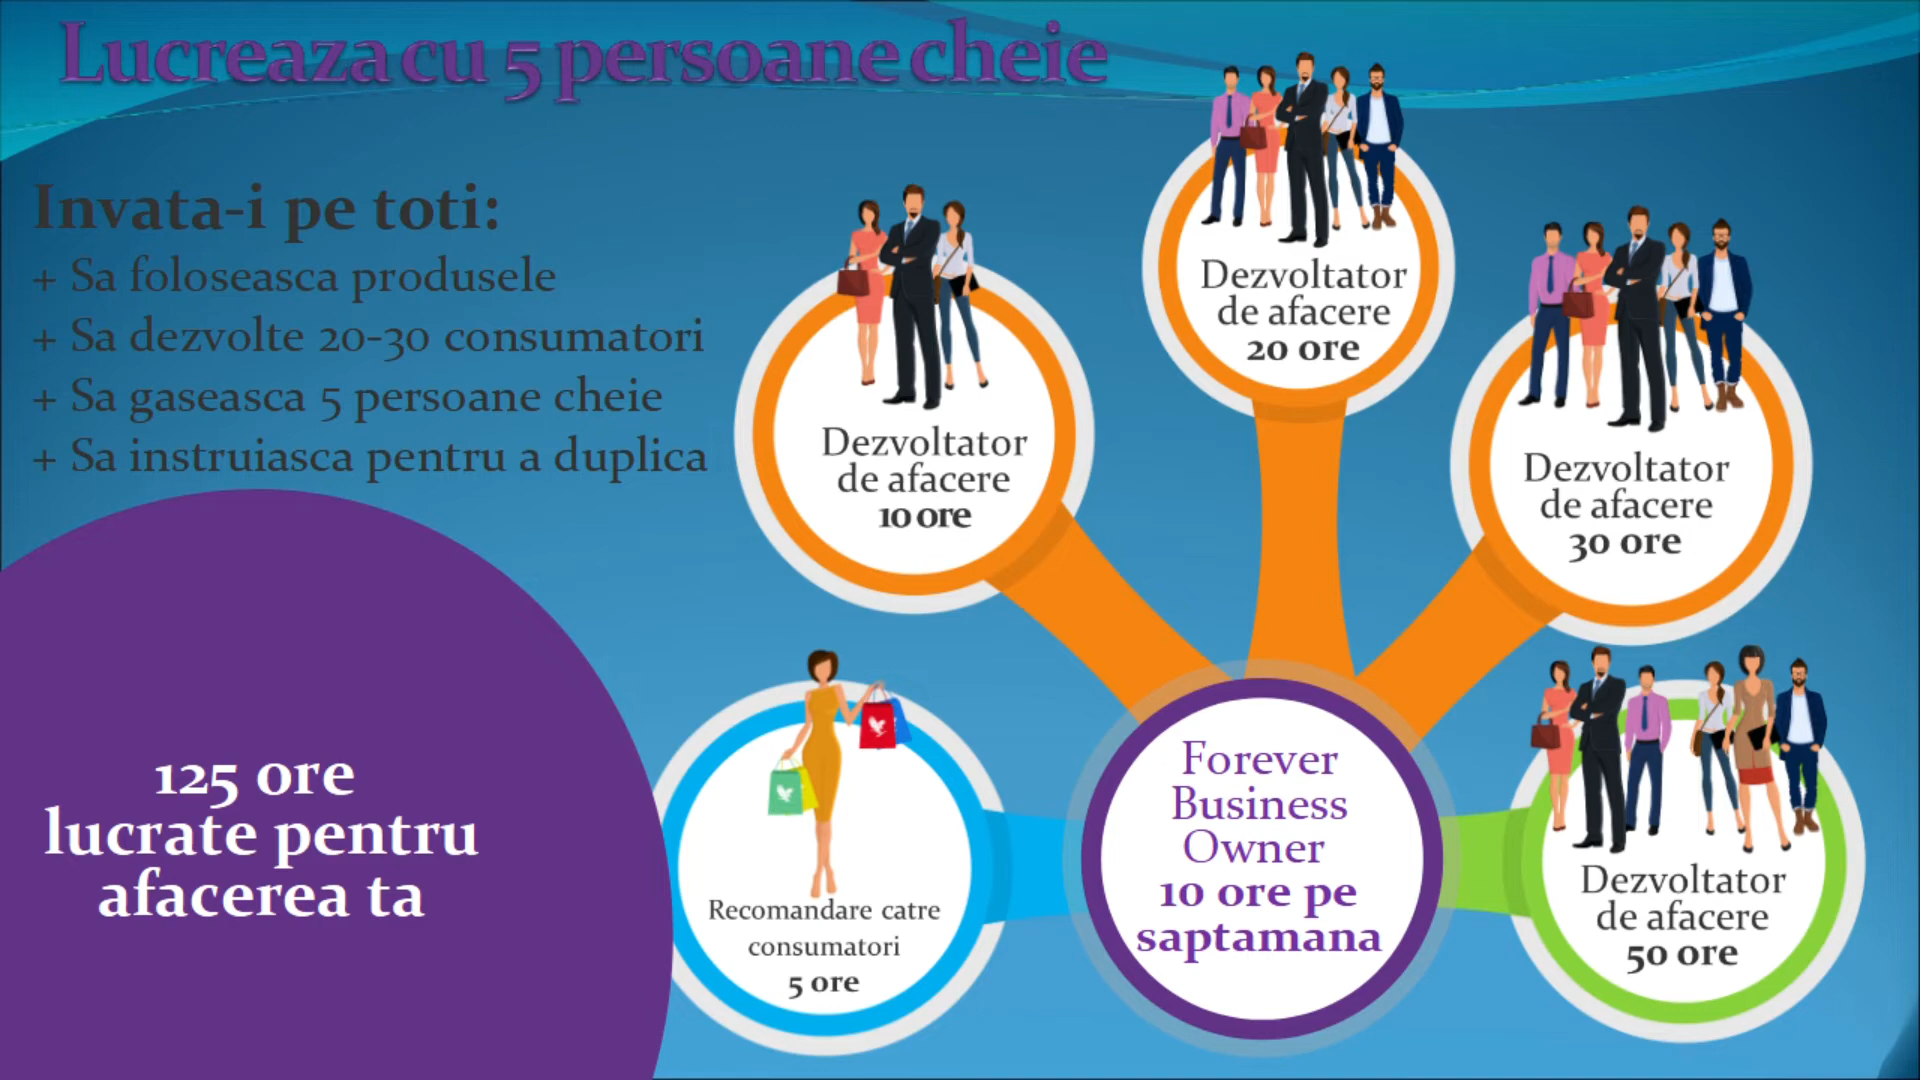 Lucreaza cu 5 persoane cheie
Invata-i pe toti:
+ Sa foloseasca produsele
+ Sa dezvolte 20-30 consumatori
+ Sa gaseasca 5 persoane cheie
+ Sa instruiasca pentru a duplica
125 ore
lucrate pentru
afacerea ta
Recomandare catre
consumatori
5 ore
Dezvoltator
de afacere
10 ore
Dezvoltator
de afacere
20 ore
Dezvoltator
de afacere
30 ore
Dezvoltator
de afacere
50 ore
Forever
Business
Owner
10 ore pe
saptamana